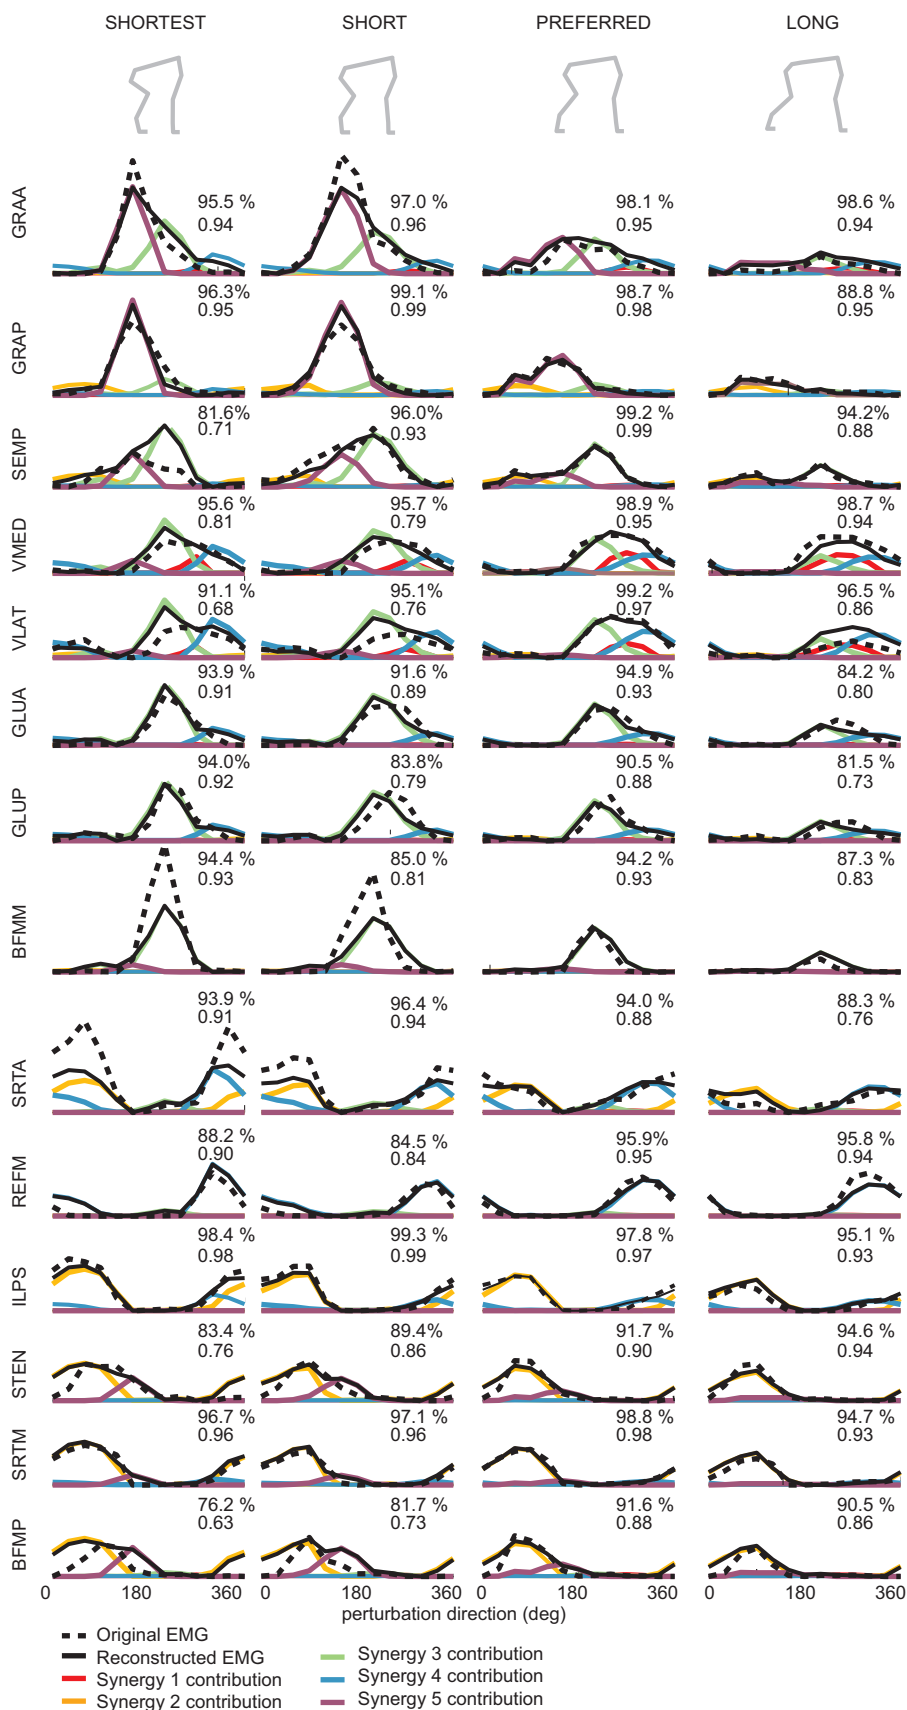 SHORTEST SHORT PREFERRED LONG
GRAA
95.5 % 97.0 % 98.1 % 98.6 %
0.94 0.96 0.95 0.94
GRAP
96.3% 99.1 % 98.7 % 88.8 %
0.95 0.99 0.98 0.95
SEMP
81.6% 96.0% 99.2 % 94.2%
0.71 0.93 0.99 0.88
VMED
95.6 % 95.7 % 98.9 % 98.7 %
0.81 0.79 0.95 0.94
VLAT
91.1 % 95.1% 99.2 % 96.5 %
0.68 0.76 0.97 0.86
GLUA
93.9 % 91.6 % 94.9 % 84.2 %
0.91 0.89 0.93 0.80
GLUP
94.0% 83.8% 90.5 % 81.5 %
0.92 0.79 0.88 0.73
BFMM
94.4 % 85.0 % 94.2 % 87.3 %
0.93 0.81 0.93 0.83
SRTA
93.9 % 96.4 % 94.0 % 88.3 %
0.91 0.94 0.88 0.76
REFM
88.2 % 84.5 % 95.9% 95.8 %
0.90 0.84 0.95 0.94
ILPS
98.4 % 99.3 % 97.8 % 95.1 %
0.98 0.99 0.97 0.93
STEN
83.4 % 89.4% 91.7 % 94.6 %
0.76 0.86 0.90 0.94
SRTM
96.7 % 97.1 % 98.8 % 94.7 %
0.96 0.96 0.98 0.93
BFMP
76.2 % 81.7 % 91.6 % 90.5 %
0.63 0.73 0.88 0.86
0 180 360 0 180 360 0 180 360 0 180 360
perturbation direction (deg)
Original EMG
Reconstructed EMG
Synergy 1 contribution
Synergy 2 contribution
Synergy 3 contribution
Synergy 4 contribution
Synergy 5 contribution